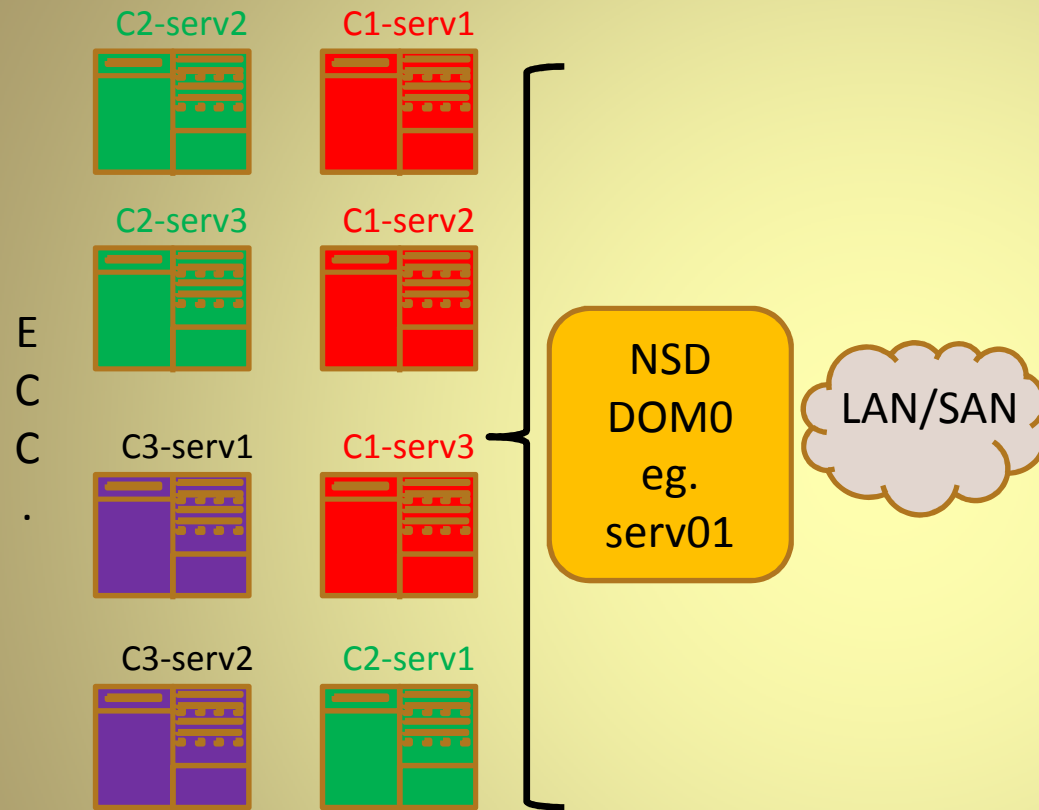 C2-serv2
C1-serv1
C2-serv3
C1-serv2
E
C
C
.
C3-serv1
C1-serv3
C3-serv2
C2-serv1
NSD
DOM0
eg.
serv01
LAN/SAN